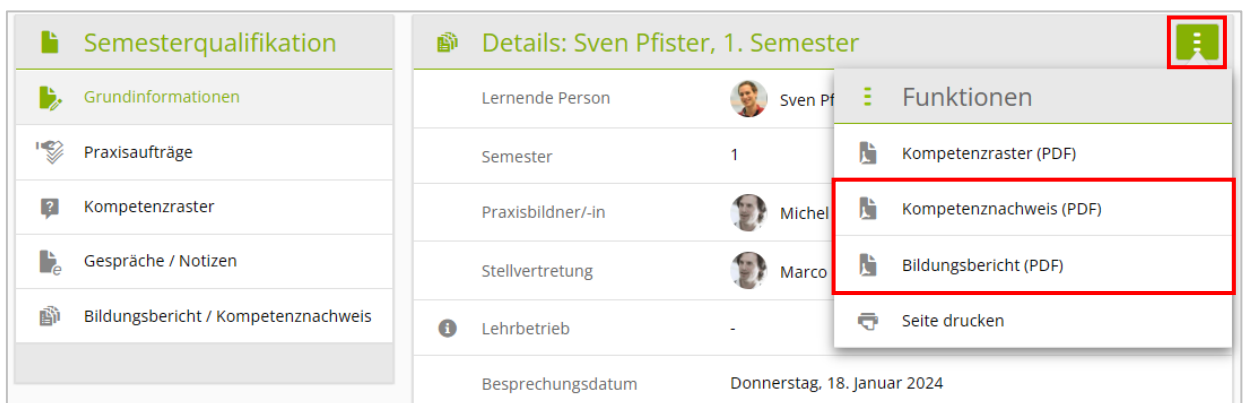 Semesterqualifikation
Grundinformationen
Praxisaufträge
Kompetenzraster
Gespräche / Notizen
Bildungsbericht / Kompetenznachweis
Details: Sven Pfister, 1. Semester
Lernende Person Sven Pf
Semester 1
Praxisbildner/-in Michel
Stellvertretung Marco
Lehrbetrieb -
Besprechungsdatum Donnerstag, 18. Januar 2024
Funktionen
Kompetenzraster (PDF)
Kompetenznachweis (PDF)
Bildungsbericht (PDF)
Seite drucken